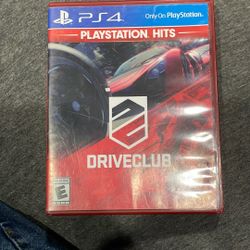 PS4
Only On PlayStation
PLAYSTATION HITS
DRIVECLUB
E